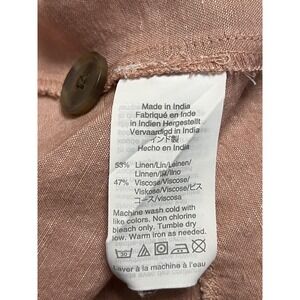 Made in India
Fabriqué en Inde
in Indien Hergestellt
Vervaardigd in India
インド製
Hecho en India
53% Linen/Lin/Leinen/
Linnen/麻/lino
47% Viscose/Viscose/
Viskose/Viscose/ビス
コース/viscosa
Machine wash cold with
like colors. Non chlorine
bleach only. Tumble dry
low. Warm Iron as needed.
30
Laver à la machine à l'eau